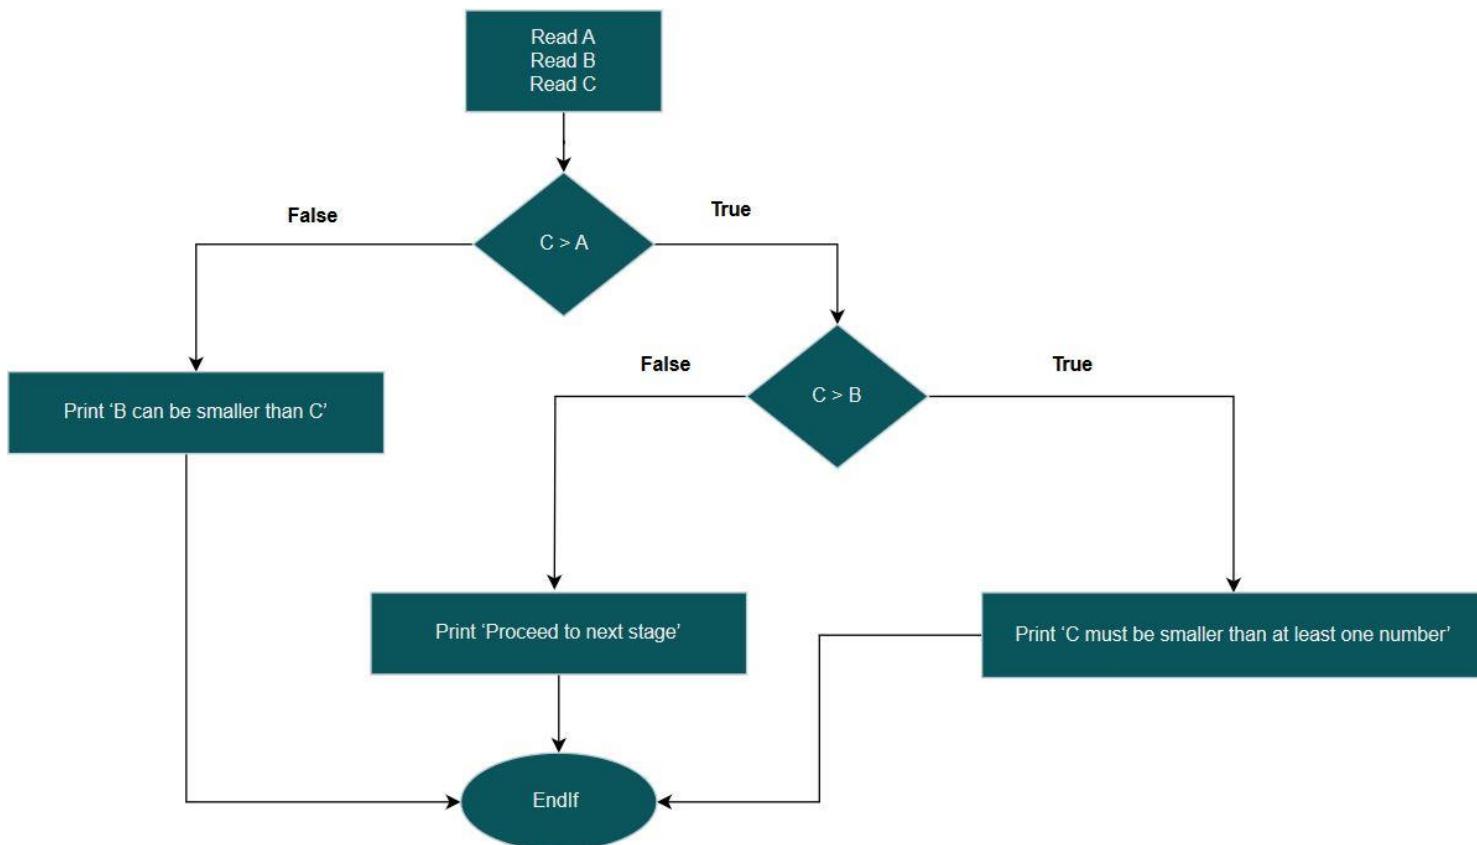 Read A
Read B
Read C
False
True
C > A
False
True
C > B
Print ‘B can be smaller than C’
Print ‘Proceed to next stage’
Print ‘C must be smaller than at least one number’
EndIf